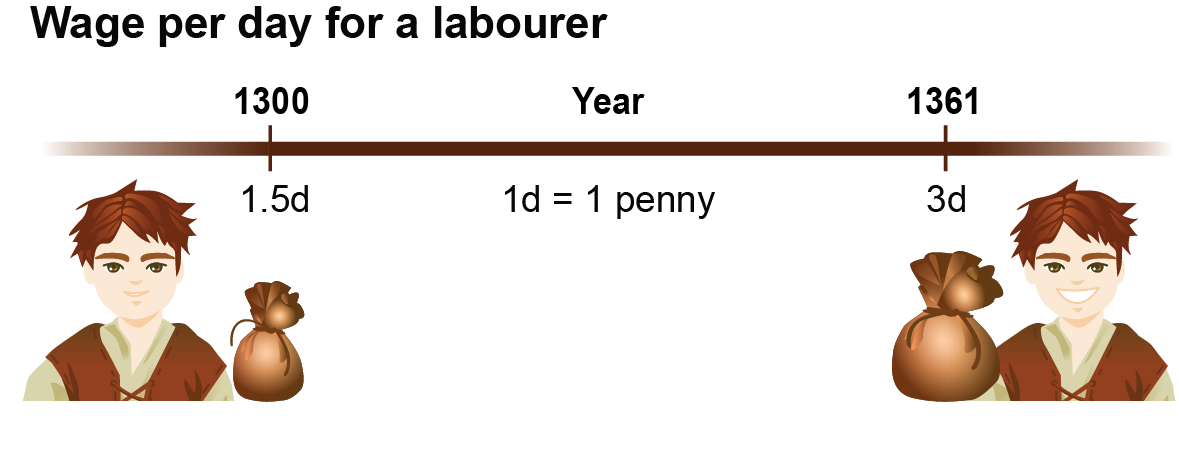 Wage per day for a labourer
1300 Year 1361
1.5d 1d = 1 penny 3d